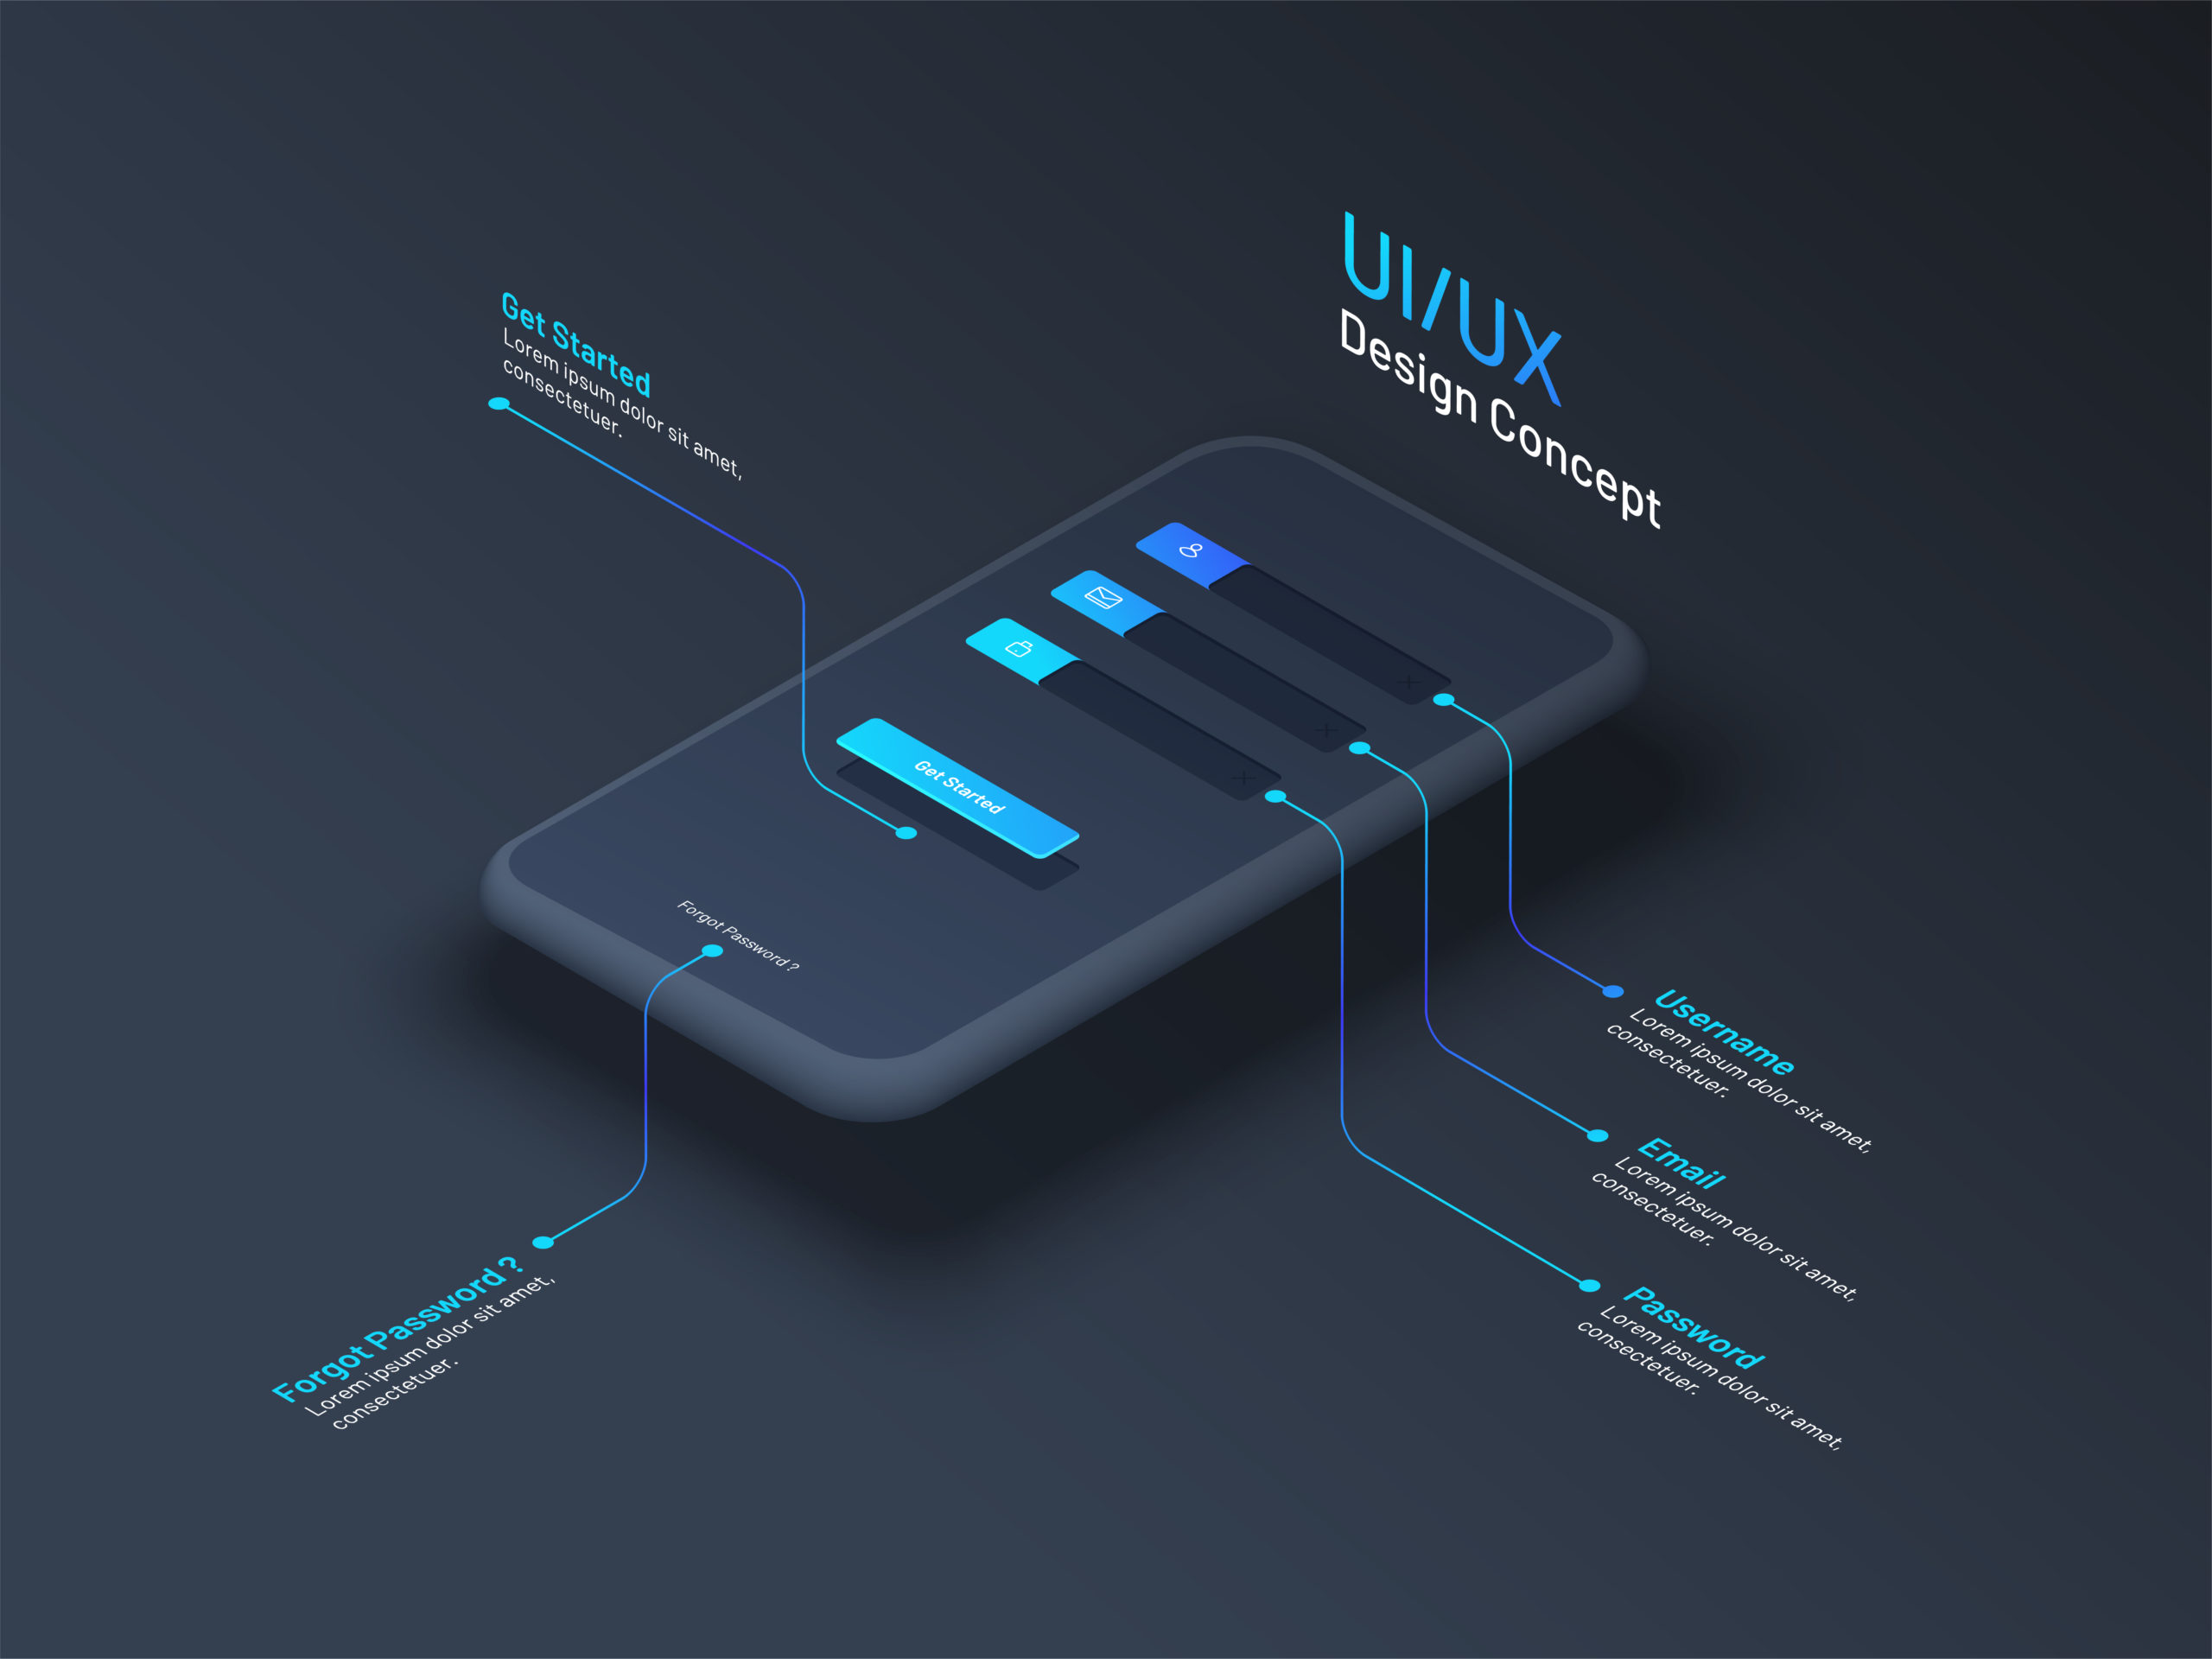 UI/UX
Design Concept
Get Started
Lorem ipsum dolor sit amet,
consectetuer.
Get Started
Forgot Password ?
Username
Lorem ipsum dolor sit amet,
consectetuer.
Email
Lorem ipsum dolor sit amet,
consectetuer.
Password
Lorem ipsum dolor sit amet,
consectetuer.
Forgot Password ?
Lorem ipsum dolor sit amet,
consectetuer.